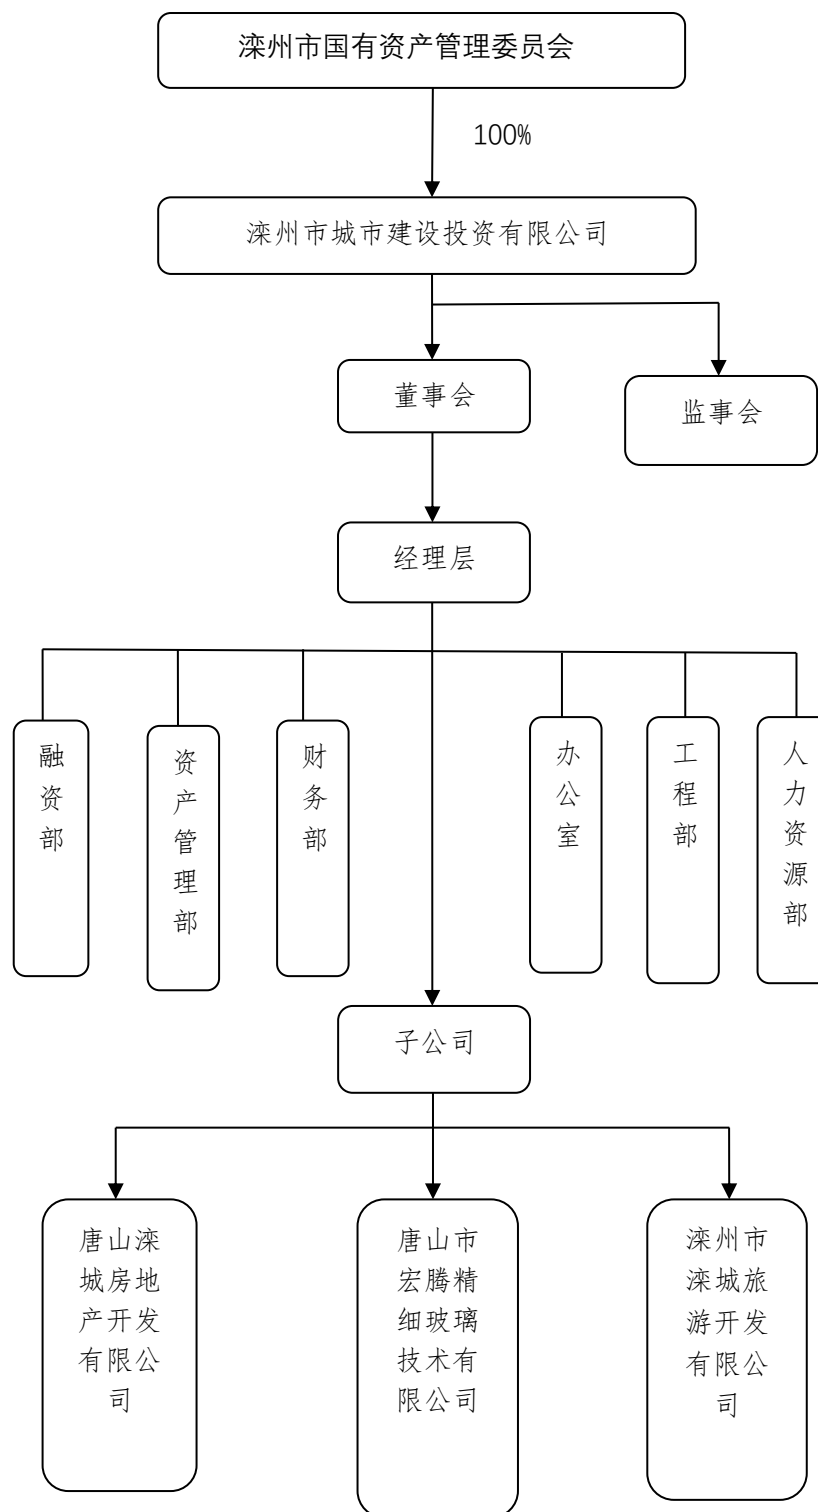 滦州市国有资产管理委员会
100%
滦州市城市建设投资有限公司
董事会
监事会
经理层
融资部
资产管理部
财务部
办公室
工程部
人力资源部
子公司
唐山滦
城房地
产开发
有限公
司
唐山市
宏腾精
细玻璃
技术有
限公司
滦州市
滦城旅
游开发
有限公
司